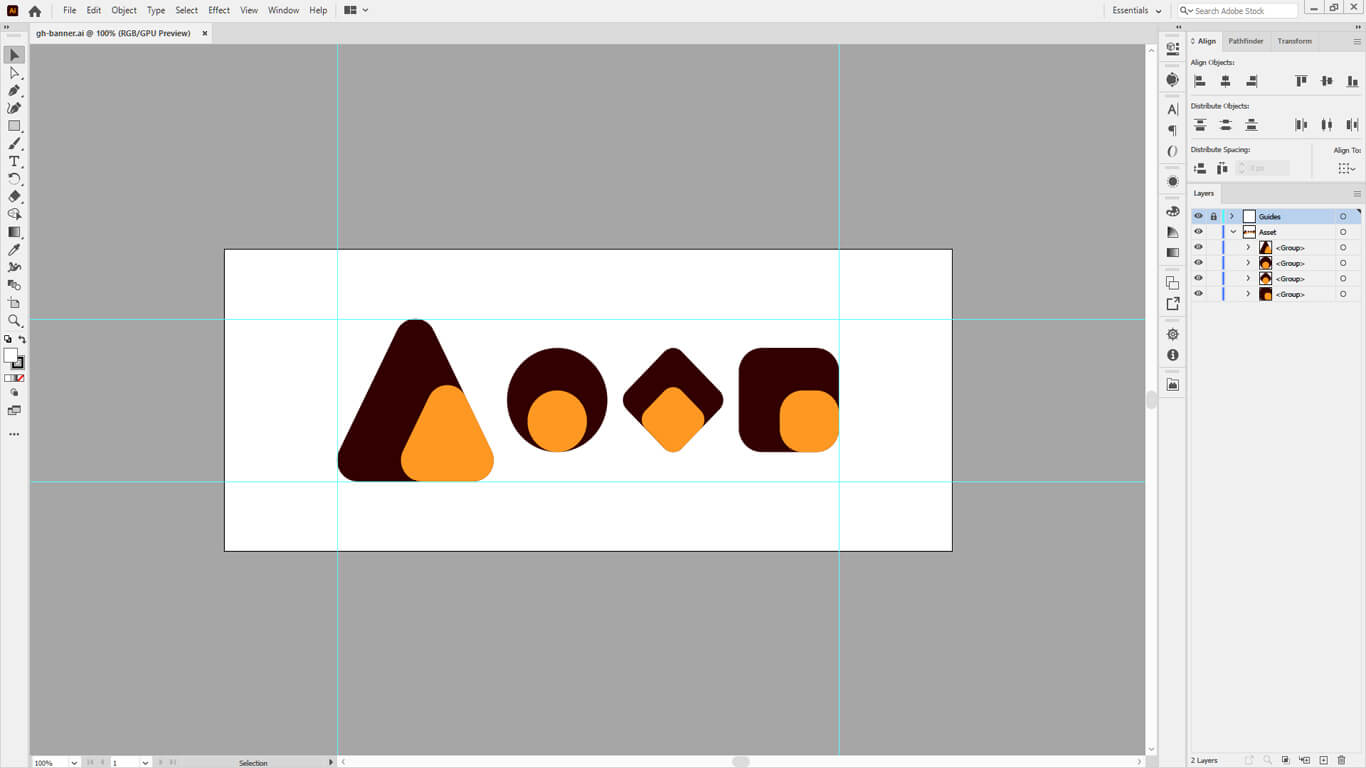 Ai File Edit Object Type Select Effect View Window Help Essentials Search Adobe Stock
gh-banner.ai @ 100% (RGB/GPU Preview) ×
Align Pathfinder Transform
Align Objects:
Distribute Objects:
Distribute Spacing: Align To:
0 px
Layers
Guides
Asset
<Group>
<Group>
<Group>
<Group>
100% 1 Selection 2 Layers